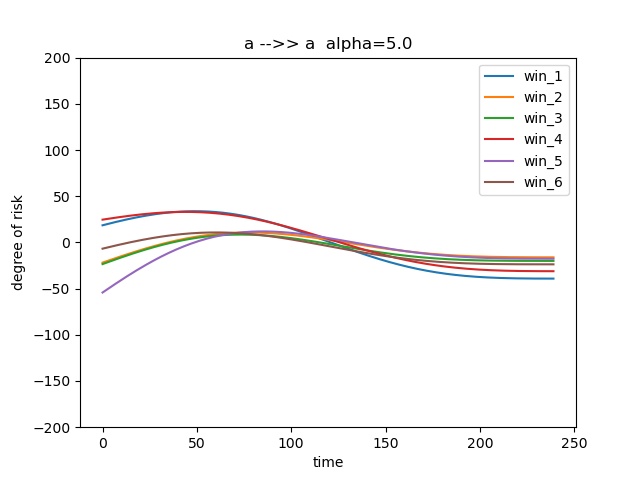 a -->> a  alpha=5.0
200
150
100
50
0
−50
−100
−150
−200
degree of risk
win_1
win_2
win_3
win_4
win_5
win_6
0 50 100 150 200 250
time